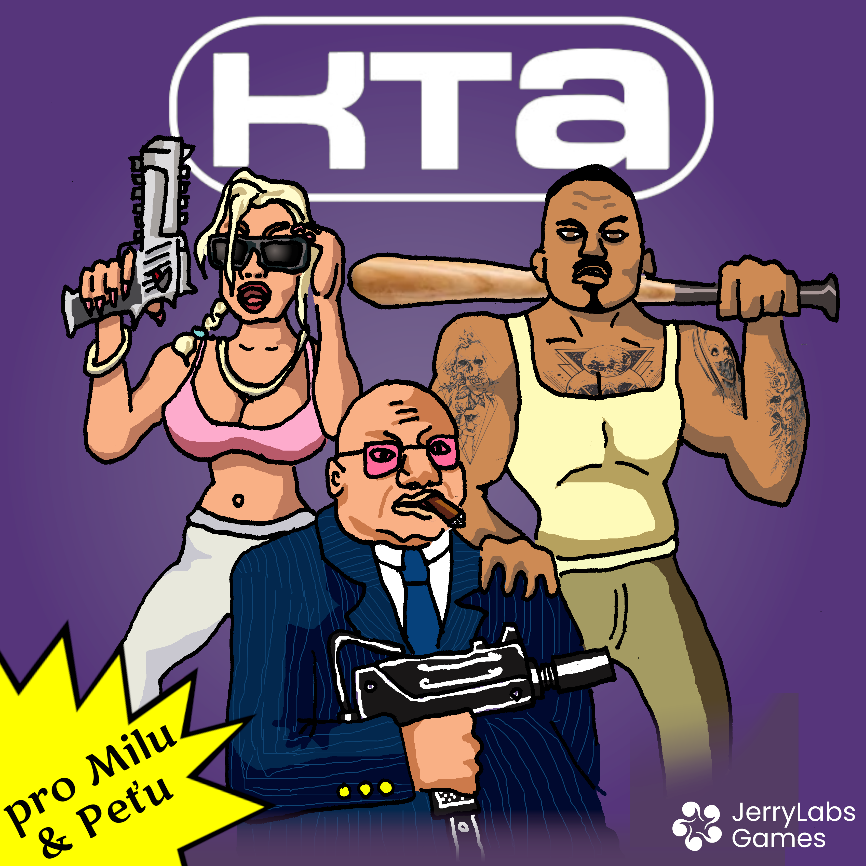 KTa
pro Milu
& Peťu
JerryLabs
Games